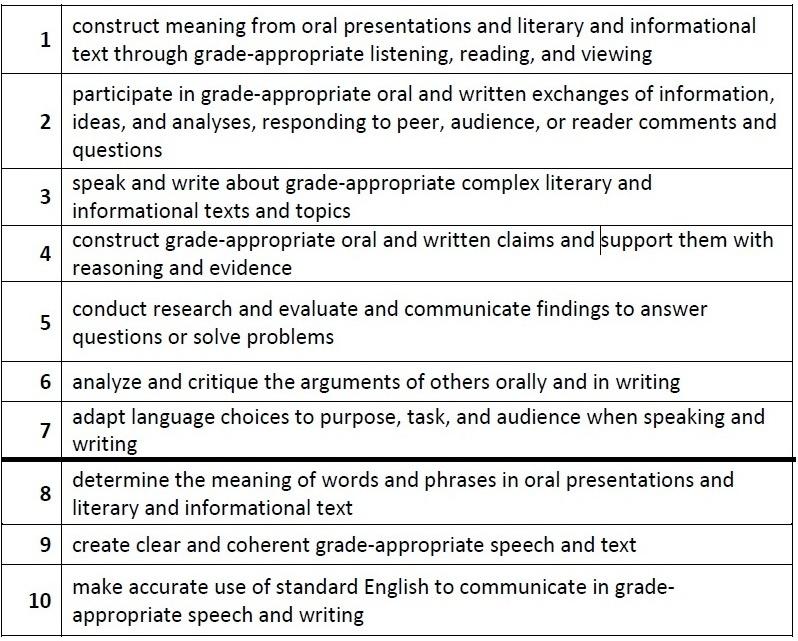 1
construct meaning from oral presentations and literary and informational
text through grade-appropriate listening, reading, and viewing
2
participate in grade-appropriate oral and written exchanges of information,
ideas, and analyses, responding to peer, audience, or reader comments and
questions
3
speak and write about grade-appropriate complex literary and
informational texts and topics
4
construct grade-appropriate oral and written claims and support them with
reasoning and evidence
5
conduct research and evaluate and communicate findings to answer
questions or solve problems
6
analyze and critique the arguments of others orally and in writing
7
adapt language choices to purpose, task, and audience when speaking and
writing
8
determine the meaning of words and phrases in oral presentations and
literary and informational text
9
create clear and coherent grade-appropriate speech and text
10
make accurate use of standard English to communicate in grade-
appropriate speech and writing